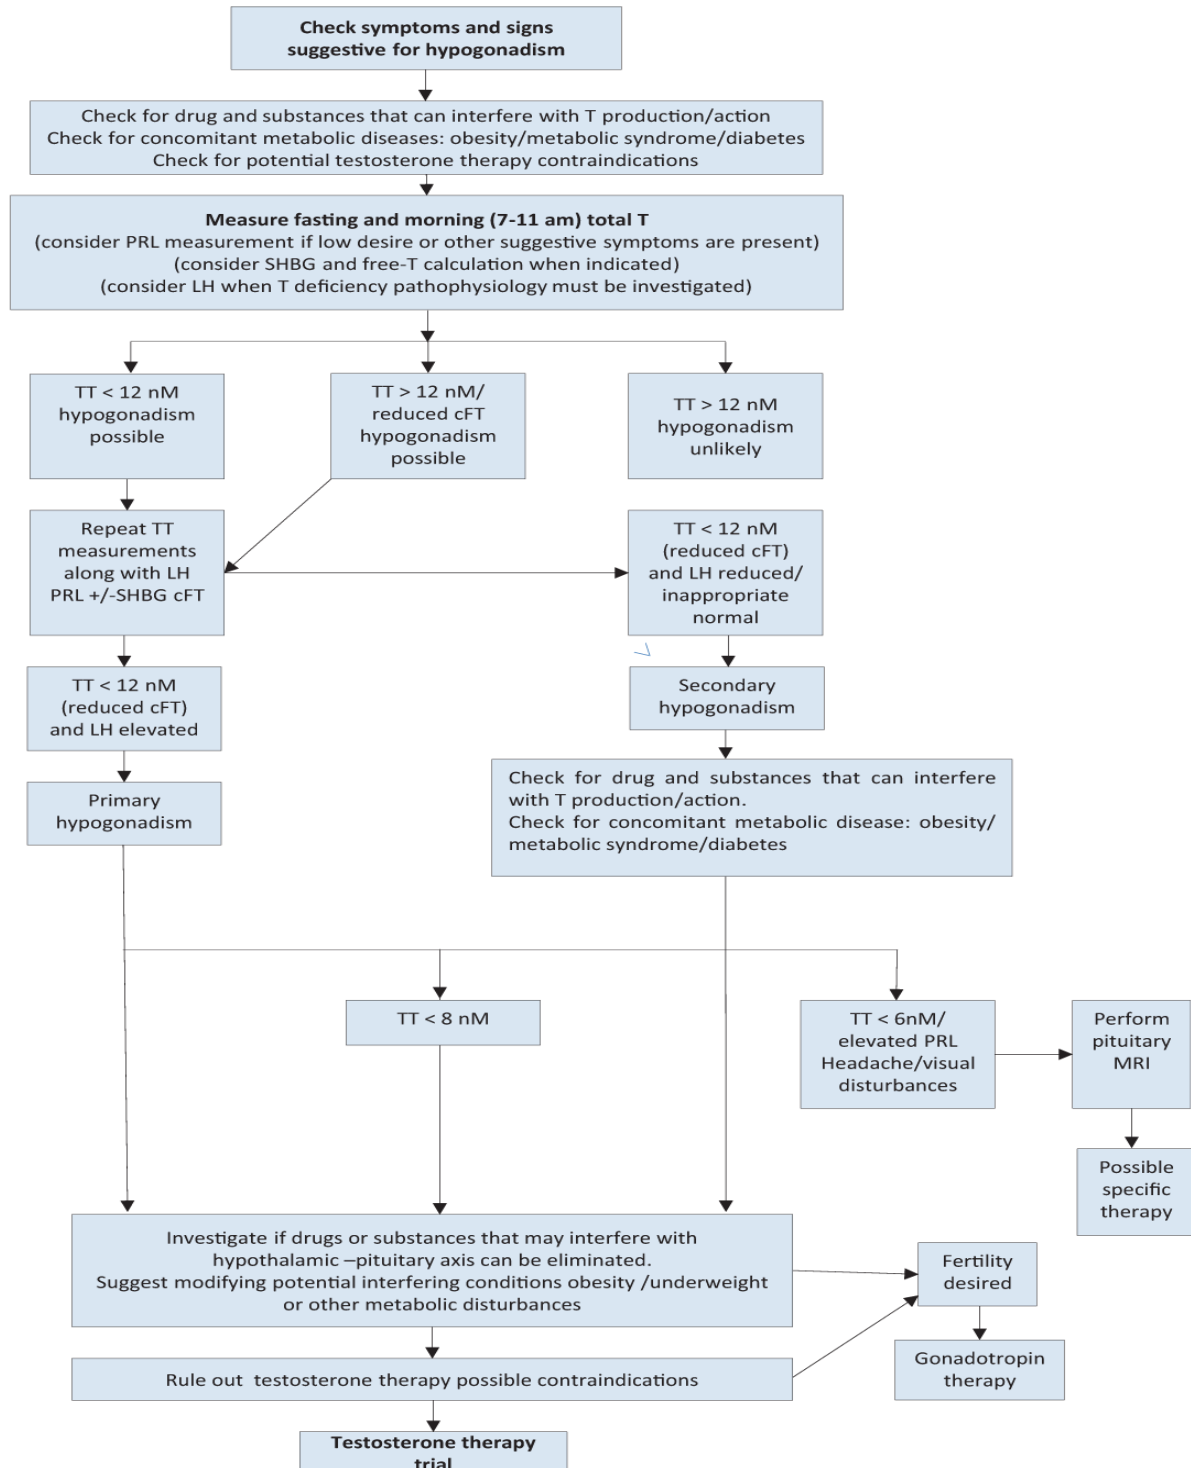 Check symptoms and signs
suggestive for hypogonadism
Check for drug and substances that can interfere with T production/action
Check for concomitant metabolic diseases: obesity/metabolic syndrome/diabetes
Check for potential testosterone therapy contraindications
Measure fasting and morning (7-11 am) total T
(consider PRL measurement if low desire or other suggestive symptoms are present)
(consider SHBG and free-T calculation when indicated)
(consider LH when T deficiency pathophysiology must be investigated)
TT < 12 nM
hypogonadism
possible
TT > 12 nM/
reduced cFT
hypogonadism
possible
TT > 12 nM
hypogonadism
unlikely
Repeat TT
measurements
along with LH
PRL +/-SHBG cFT
TT < 12 nM
(reduced cFT)
and LH reduced/
inappropriate
normal
TT < 12 nM
(reduced cFT)
and LH elevated
Secondary
hypogonadism
Primary
hypogonadism
Check for drug and substances that can interfere
with T production/action.
Check for concomitant metabolic disease: obesity/
metabolic syndrome/diabetes
TT < 8 nM
TT < 6nM/
elevated PRL
Headache/visual
disturbances
Perform
pituitary
MRI
Possible
specific
therapy
Investigate if drugs or substances that may interfere with
hypothalamic –pituitary axis can be eliminated.
Suggest modifying potential interfering conditions obesity /underweight
or other metabolic disturbances
Fertility
desired
Gonadotropin
therapy
Rule out testosterone therapy possible contraindications
Testosterone therapy
trial